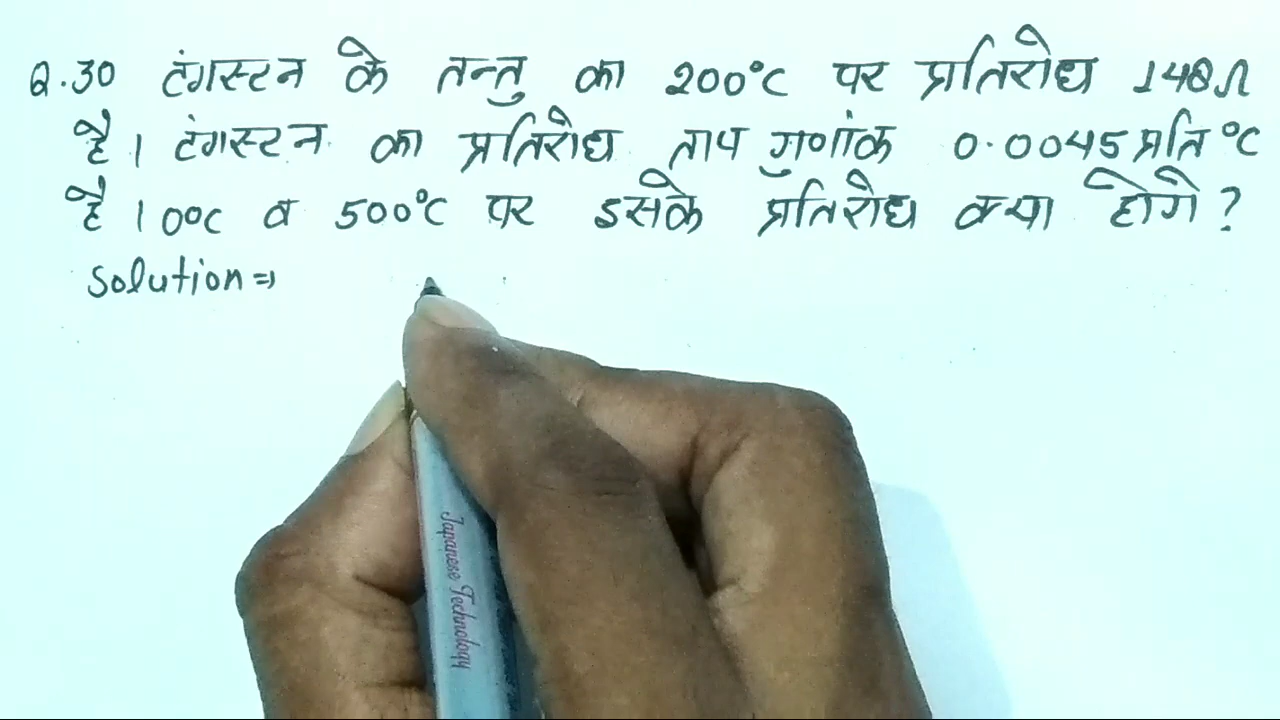 Q.30 टंगस्टन के तन्तु का 200°C पर प्रतिरोध 148Ω
है। टंगस्टन का प्रतिरोध ताप गुणांक 0.0045 प्रति °C
है। 0°C व 500°C पर इसके प्रतिरोध क्या होगे?
Solution ⇒
Japanese Technology